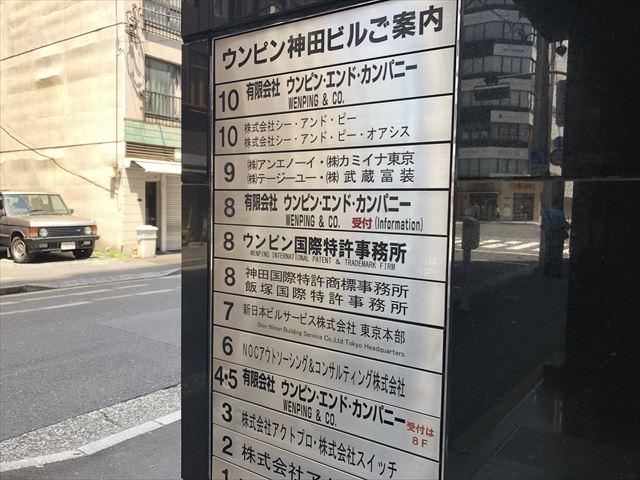 ウンピン神田ビルご案内
10 有限会社 ウンピン・エンド・カンパニー
WENPING & CO.
10 株式会社シー・アンド・ピー
株式会社シー・アンド・ピー・オアシス
9 ㈱アンエノーイ・㈱カミイナ東京
㈱テージーユー・㈱武蔵富装
8 有限会社 ウンピン・エンド・カンパニー
WENPING & CO. 受付(Information)
8 ウンピン国際特許事務所
WENPING INTERNATIONAL PATENT & TRADEMARK FIRM
8 神田国際特許商標事務所
飯塚国際特許事務所
7 新日本ビルサービス株式会社 東京本部
Shin-Nihon Building Service Co.,Ltd Tokyo Headquarters
6 NOCアウトソーシング&コンサルティング株式会社
4・5 有限会社 ウンピン・エンド・カンパニー
WENPING & CO. 受付は
8F
3 株式会社アクトプロ・株式会社スイッチ
2 株式会社ア